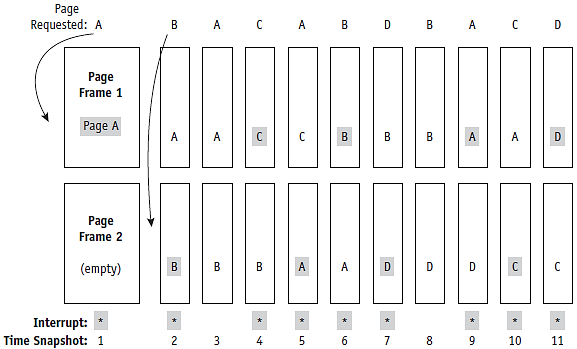 Page
Requested: A B A C A B D B A C D
Page
Frame 1
Page A
A A C C B B B A A D
Page
Frame 2
(empty)
B B B A A D D D C C
Interrupt: * * * * * * * * *
Time Snapshot: 1 2 3 4 5 6 7 8 9 10 11